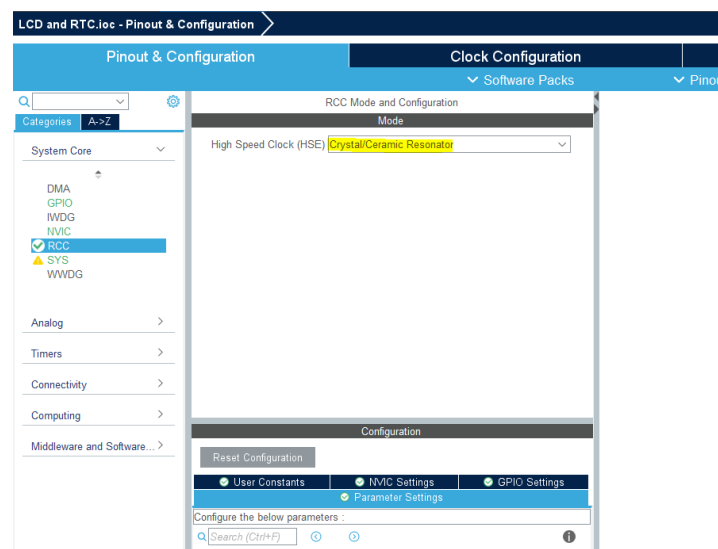 LCD and RTC.ioc - Pinout & Configuration
Pinout & Configuration
Clock Configuration
Software Packs
Pino
Categories
A->Z
System Core
DMA
GPIO
IWDG
NVIC
RCC
SYS
WWDG
Analog
Timers
Connectivity
Computing
Middleware and Software...
RCC Mode and Configuration
Mode
High Speed Clock (HSE) Crystal/Ceramic Resonator
Configuration
Reset Configuration
User Constants
NVIC Settings
GPIO Settings
Parameter Settings
Configure the below parameters :
Search (Ctrl+F)